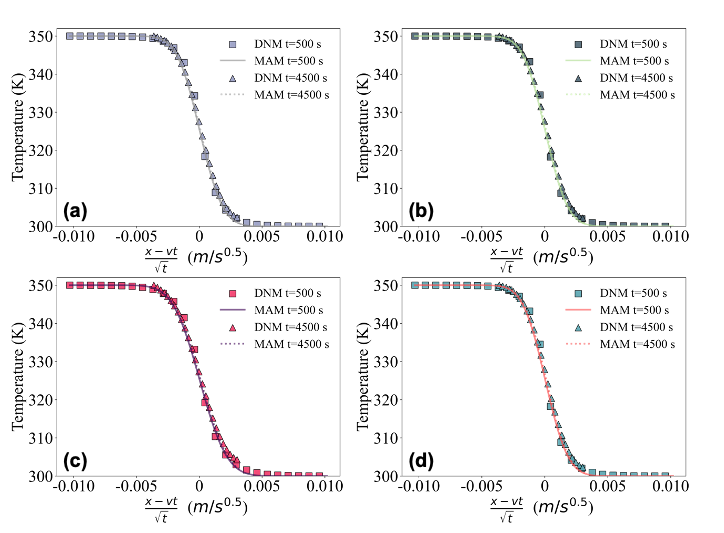 350
340
330
320
310
300
Temperature (K)
DNM t=500 s
MAM t=500 s
DNM t=4500 s
MAM t=4500 s
(a)
-0.010 -0.005 0 0.005 0.010
x − vt / √t (m/s^0.5)
350
340
330
320
310
300
Temperature (K)
DNM t=500 s
MAM t=500 s
DNM t=4500 s
MAM t=4500 s
(b)
-0.010 -0.005 0 0.005 0.010
x − vt / √t (m/s^0.5)
350
340
330
320
310
300
Temperature (K)
DNM t=500 s
MAM t=500 s
DNM t=4500 s
MAM t=4500 s
(c)
-0.010 -0.005 0 0.005 0.010
x − vt / √t (m/s^0.5)
350
340
330
320
310
300
Temperature (K)
DNM t=500 s
MAM t=500 s
DNM t=4500 s
MAM t=4500 s
(d)
-0.010 -0.005 0 0.005 0.010
x − vt / √t (m/s^0.5)